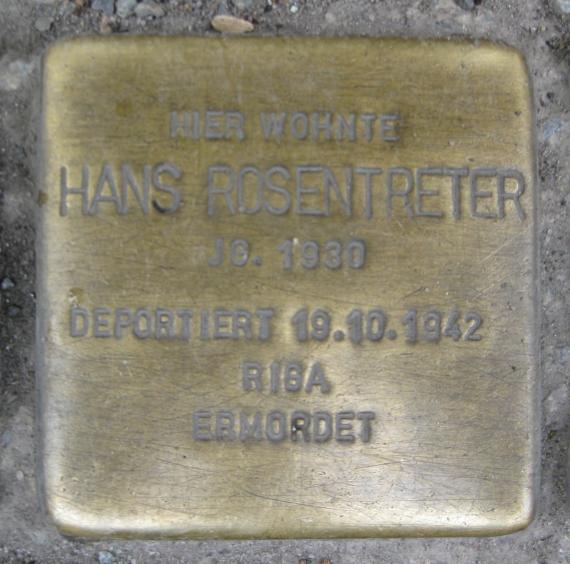 HIER WOHNTE
HANS ROSENTRETER
JG. 1930
DEPORTIERT 19.10.1942
RIGA
ERMORDET